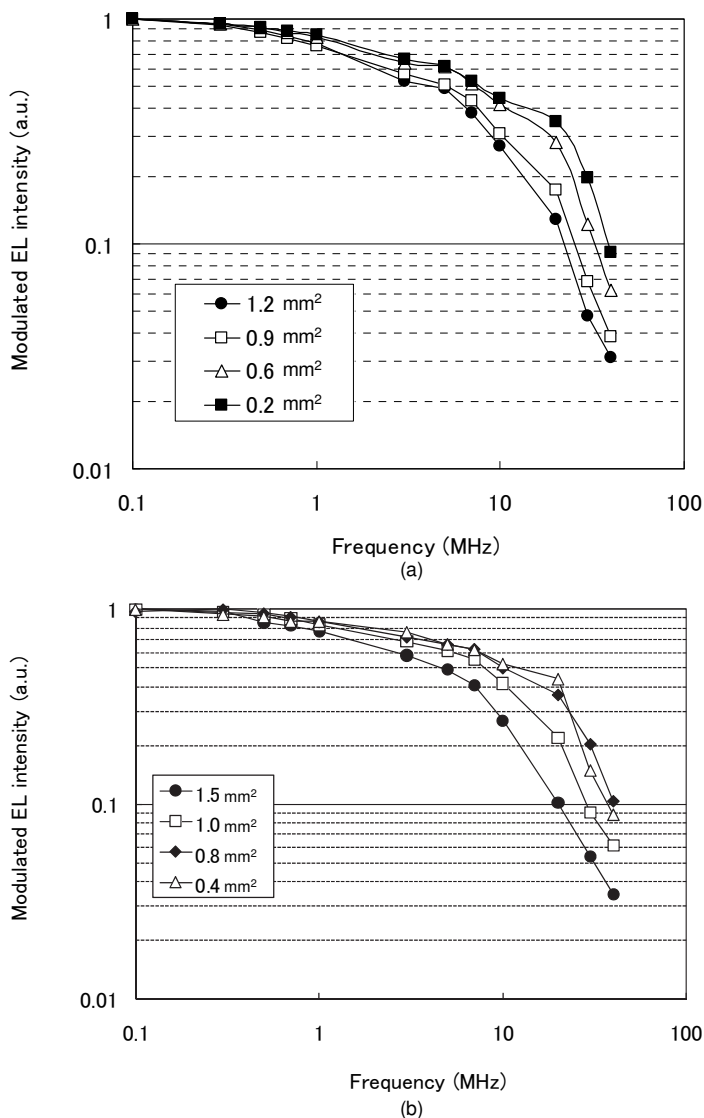 1
0.1
0.01
Modulated EL intensity (a.u.)
1.2 mm²
0.9 mm²
0.6 mm²
0.2 mm²
0.1 1 10 100
Frequency (MHz)
(a)
1
0.1
0.01
Modulated EL intensity (a.u.)
1.5 mm²
1.0 mm²
0.8 mm²
0.4 mm²
0.1 1 10 100
Frequency (MHz)
(b)